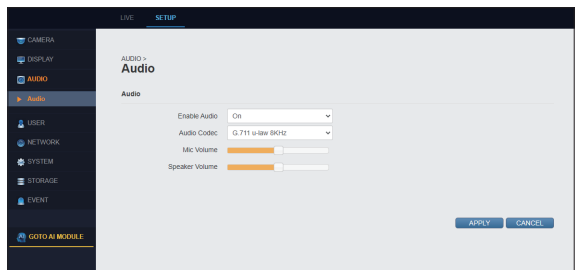 LIVE SETUP
CAMERA
DISPLAY
AUDIO
Audio
USER
NETWORK
SYSTEM
STORAGE
EVENT
GOTO AI MODULE
AUDIO >
Audio
Audio
Enable Audio On
Audio Codec G.711 u-law 8KHz
Mic Volume
Speaker Volume
APPLY CANCEL